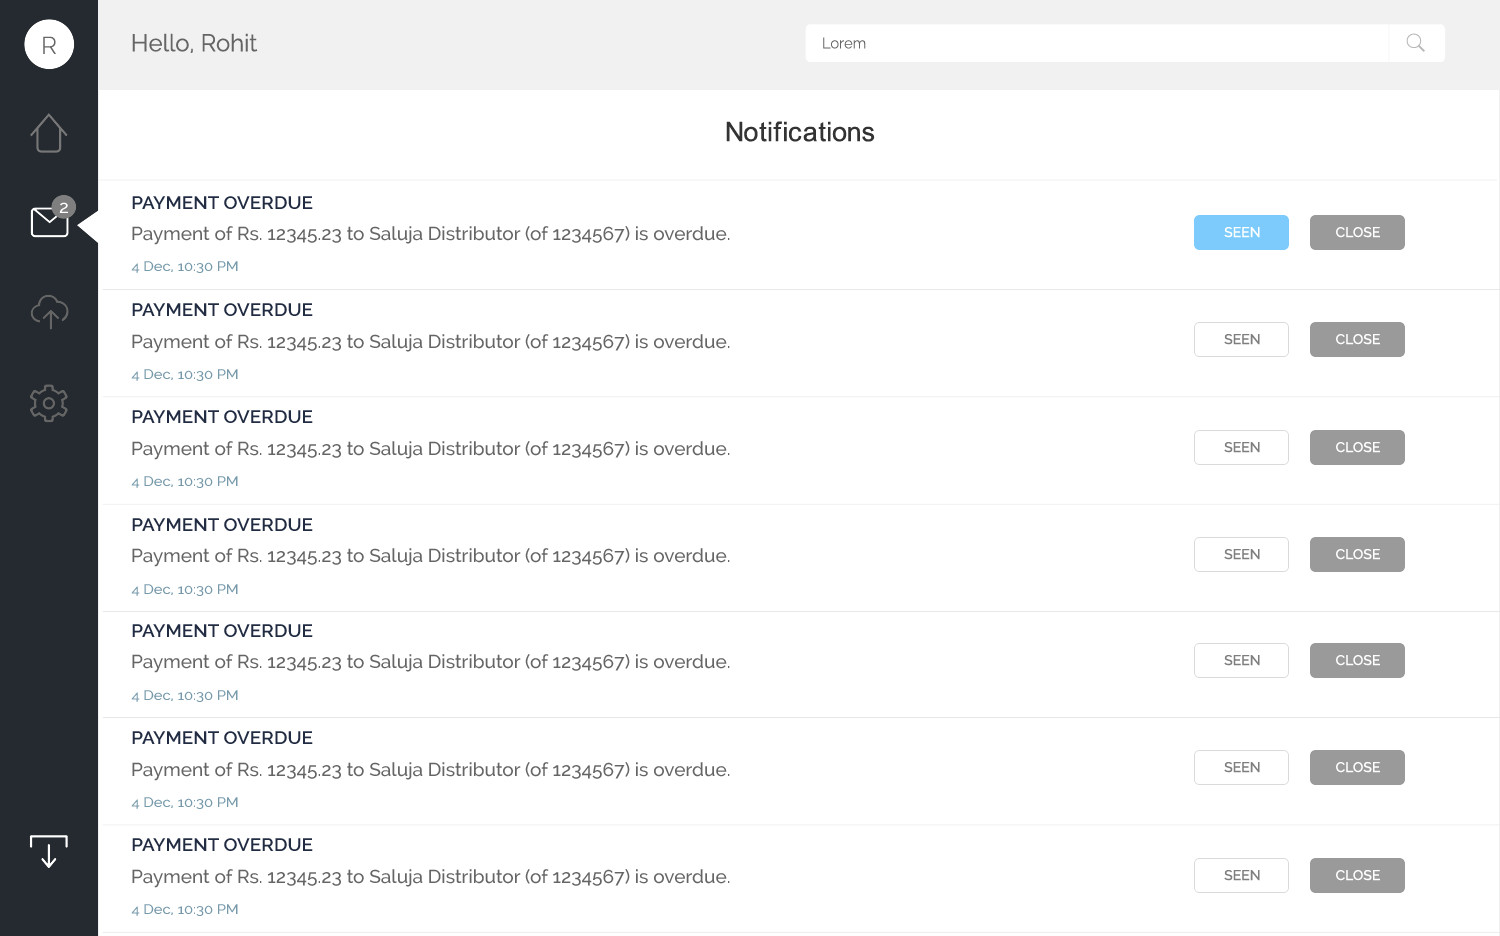 R
Hello, Rohit
Lorem
Notifications
2
PAYMENT OVERDUE
Payment of Rs. 12345.23 to Saluja Distributor (of 1234567) is overdue.
4 Dec, 10:30 PM
SEEN
CLOSE
PAYMENT OVERDUE
Payment of Rs. 12345.23 to Saluja Distributor (of 1234567) is overdue.
4 Dec, 10:30 PM
SEEN
CLOSE
PAYMENT OVERDUE
Payment of Rs. 12345.23 to Saluja Distributor (of 1234567) is overdue.
4 Dec, 10:30 PM
SEEN
CLOSE
PAYMENT OVERDUE
Payment of Rs. 12345.23 to Saluja Distributor (of 1234567) is overdue.
4 Dec, 10:30 PM
SEEN
CLOSE
PAYMENT OVERDUE
Payment of Rs. 12345.23 to Saluja Distributor (of 1234567) is overdue.
4 Dec, 10:30 PM
SEEN
CLOSE
PAYMENT OVERDUE
Payment of Rs. 12345.23 to Saluja Distributor (of 1234567) is overdue.
4 Dec, 10:30 PM
SEEN
CLOSE
PAYMENT OVERDUE
Payment of Rs. 12345.23 to Saluja Distributor (of 1234567) is overdue.
4 Dec, 10:30 PM
SEEN
CLOSE